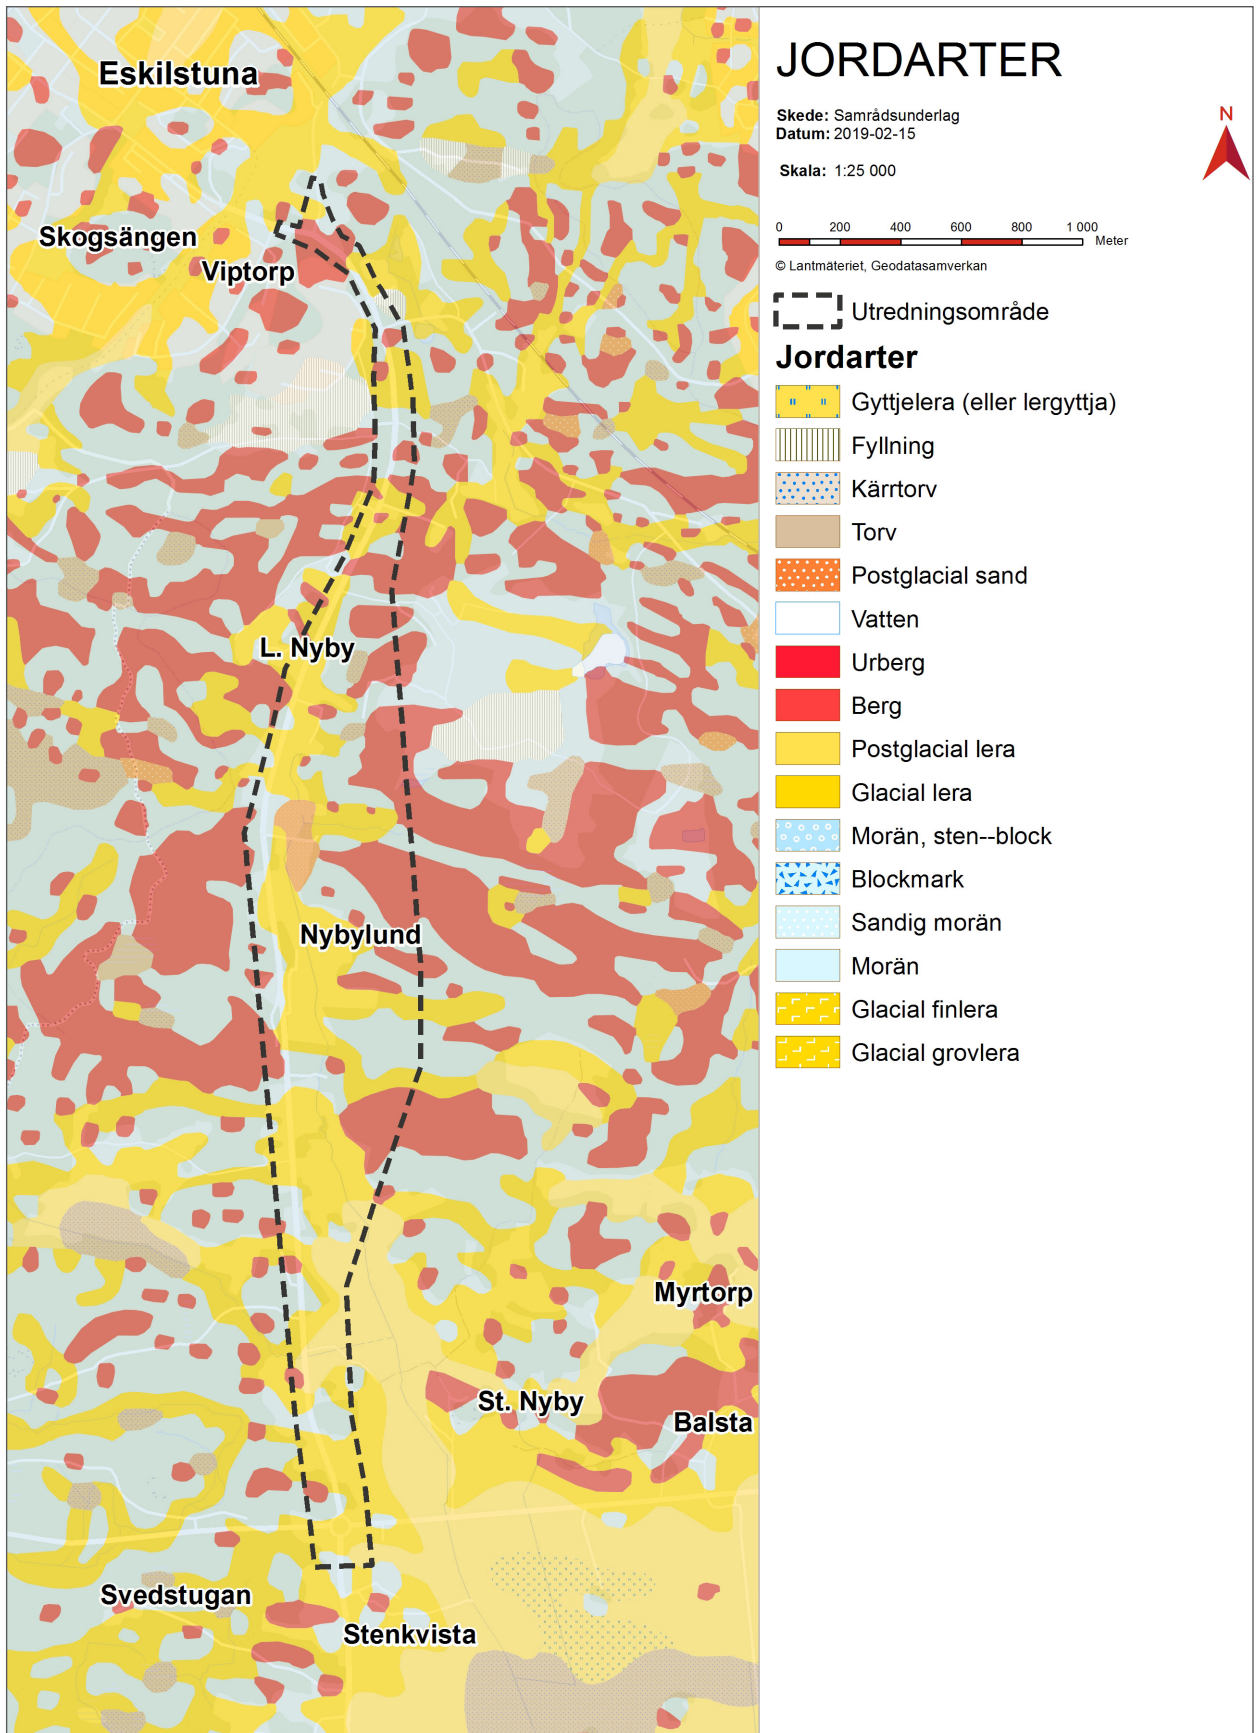 JORDARTER
Skede: Samrådsunderlag
Datum: 2019-02-15
Skala: 1:25 000
N
0 200 400 600 800 1 000
Meter
© Lantmäteriet, Geodatasamverkan
Utredningsområde
Jordarter
Gyttjelera (eller lergyttja)
Fyllning
Kärrtorv
Torv
Postglacial sand
Vatten
Urberg
Berg
Postglacial lera
Glacial lera
Morän, sten--block
Blockmark
Sandig morän
Morän
Glacial finlera
Glacial grovlera
Eskilstuna
Skogsängen
Viptorp
L. Nyby
Nybylund
Myrtorp
St. Nyby
Balsta
Svedstugan
Stenkvista